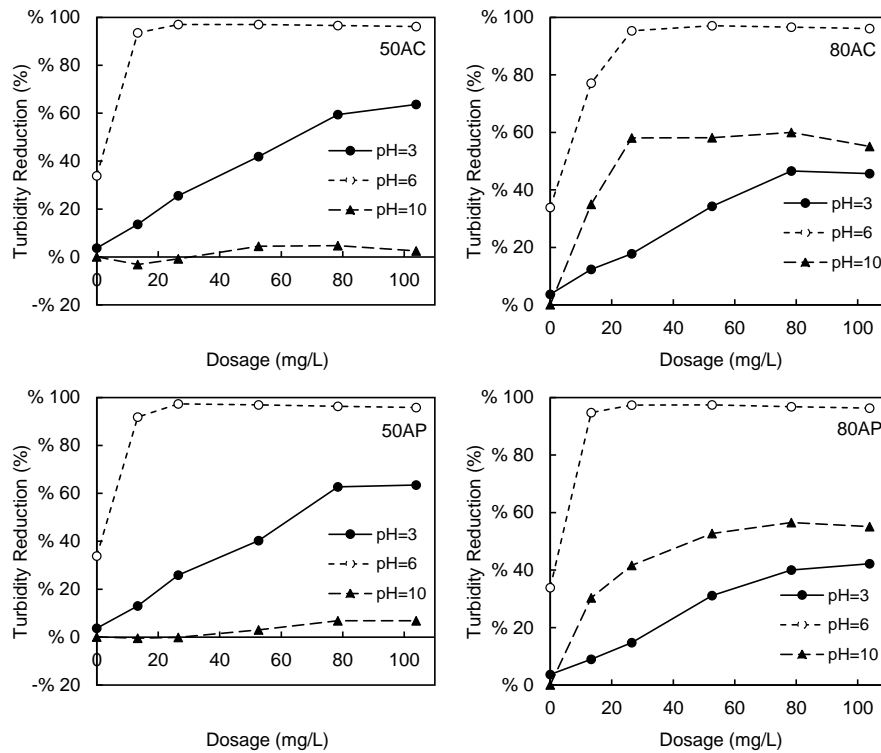 % 100
% 80
% 60
% 40
% 20
% 0
-% 20
Turbidity Reduction (%)
50AC
pH=3
pH=6
pH=10
0 20 40 60 80 100
Dosage (mg/L)
% 100
% 80
% 60
% 40
% 20
% 0
Turbidity Reduction (%)
80AC
pH=3
pH=6
pH=10
0 20 40 60 80 100
Dosage (mg/L)
% 100
% 80
% 60
% 40
% 20
% 0
-% 20
Turbidity Reduction (%)
50AP
pH=3
pH=6
pH=10
0 20 40 60 80 100
Dosage (mg/L)
% 100
% 80
% 60
% 40
% 20
% 0
Turbidity Reduction (%)
80AP
pH=3
pH=6
pH=10
0 20 40 60 80 100
Dosage (mg/L)